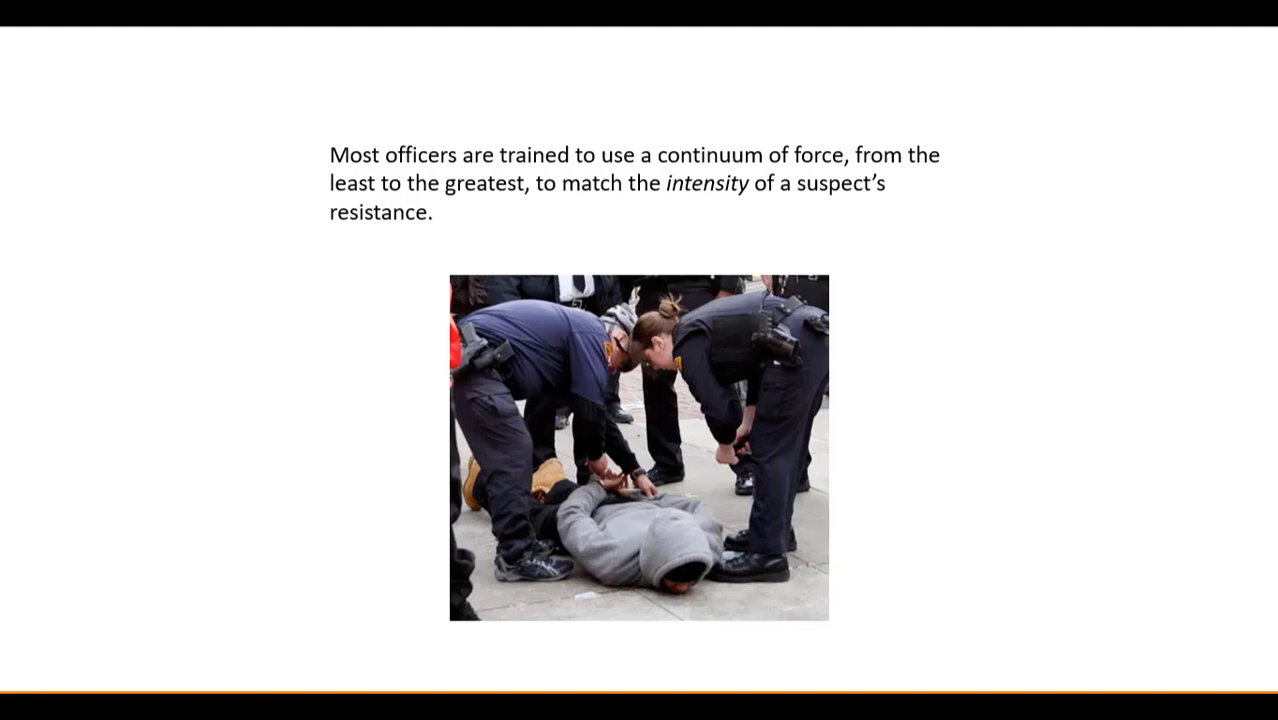 Most officers are trained to use a continuum of force, from the
least to the greatest, to match the intensity of a suspect’s
resistance.